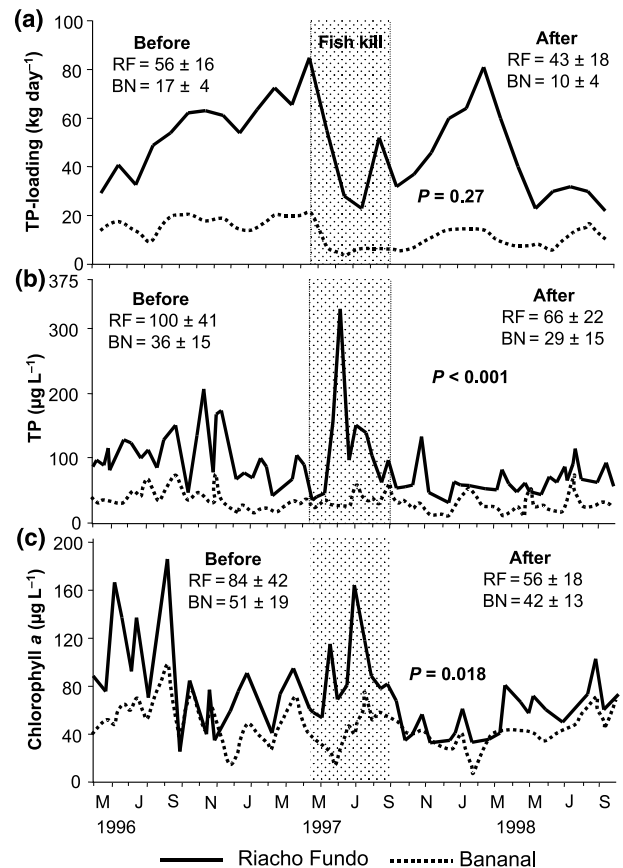 (a)
100
80
60
40
20
0
TP-loading (kg day⁻¹)
Before
RF = 56 ± 16
BN = 17 ± 4
Fish kill
After
RF = 43 ± 18
BN = 10 ± 4
P = 0.27
(b)
375
300
200
100
0
TP (µg L⁻¹)
Before
RF = 100 ± 41
BN = 36 ± 15
After
RF = 66 ± 22
BN = 29 ± 15
P < 0.001
(c)
200
160
120
80
40
0
Chlorophyll a (µg L⁻¹)
Before
RF = 84 ± 42
BN = 51 ± 19
After
RF = 56 ± 18
BN = 42 ± 13
P = 0.018
M J S N J M M J S N J M M J S
1996 1997 1998
Riacho Fundo Bananal